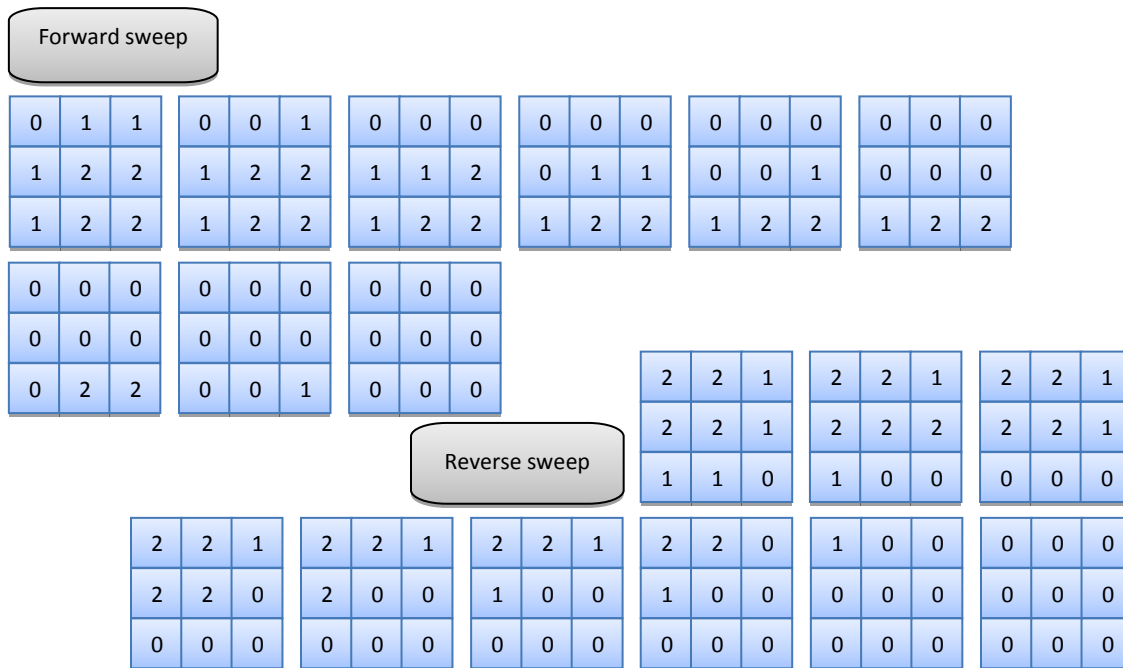 Forward sweep
0 1 1 0 0 1 0 0 0 0 0 0 0 0 0 0 0 0
1 2 2 1 2 2 1 1 2 0 1 1 0 0 1 0 0 0
1 2 2 1 2 2 1 2 2 1 2 2 1 2 2 1 2 2
0 0 0 0 0 0 0 0 0
0 0 0 0 0 0 0 0 0
0 2 2 0 0 1 0 0 0
Reverse sweep
2 2 1 2 2 1 2 2 1
2 2 1 2 2 2 2 2 1
1 1 0 1 0 0 0 0 0
2 2 1 2 2 1 2 2 1 2 2 0 1 0 0 0 0 0
2 2 0 2 0 0 1 0 0 1 0 0 0 0 0 0 0 0
0 0 0 0 0 0 0 0 0 0 0 0 0 0 0 0 0 0